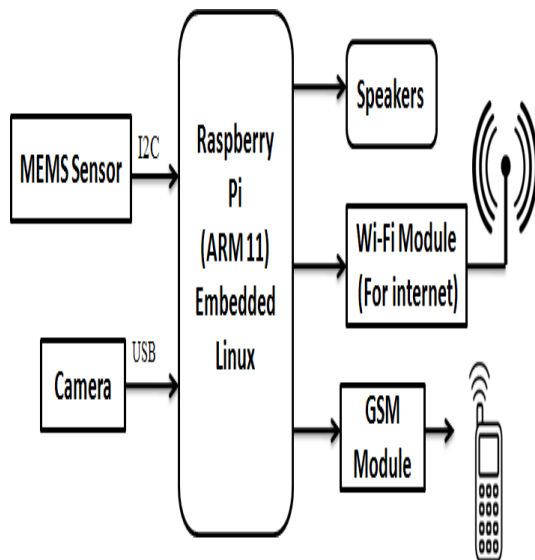 MEMS Sensor
I2C
Camera
USB
Raspberry
Pi
(ARM 11)
Embedded
Linux
Speakers
Wi-Fi Module
(For internet)
GSM
Module